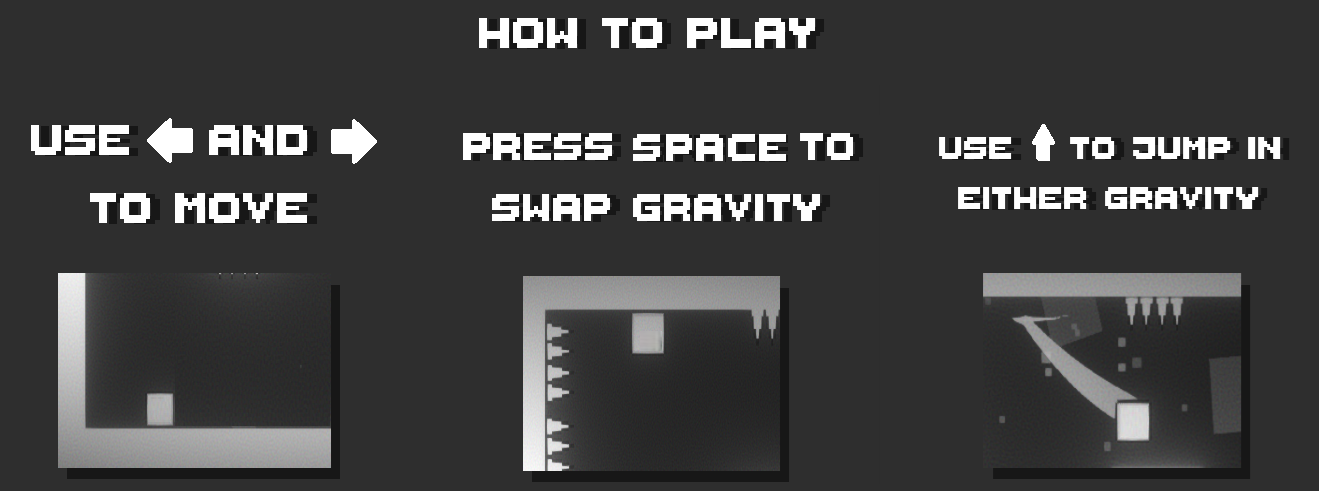 HOW TO PLAY
USE ← AND →
TO MOVE
PRESS SPACE TO
SWAP GRAVITY
USE ↑ TO JUMP IN
EITHER GRAVITY